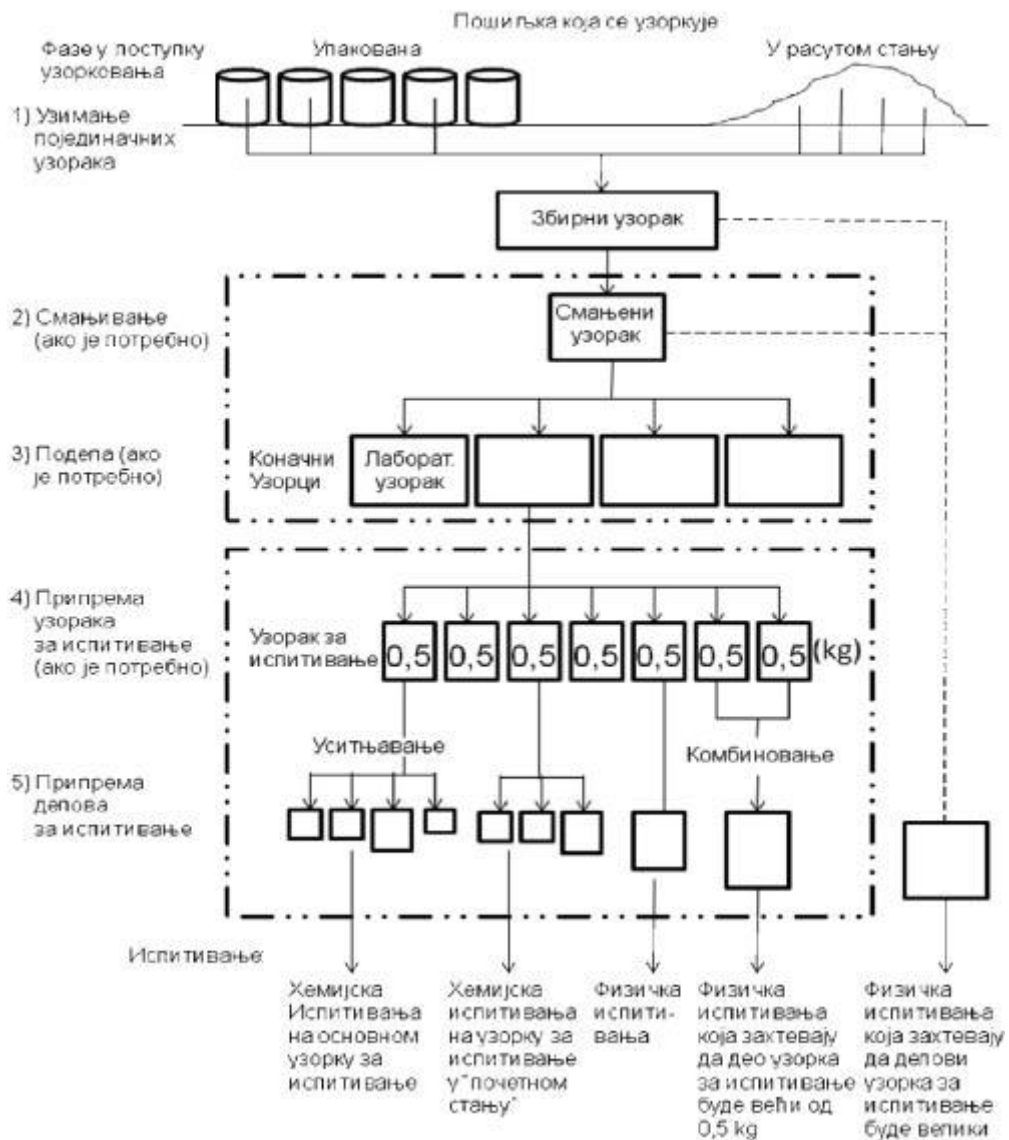 Пошиљка која се узоркује
Фазе у поступку
узорковања
Упакована
У расутом стању
1) Узимање
појединачних
узорака
Збирни узорак
2) Смањивање
(ако је потребно)
Смањени
узорак
3) Подела (ако
је потребно)
Коначни
Узорци
Лаборат.
узорак
4) Припрема
узорака
за испитивање
(ако је потребно)
Узорак за
испитивање
0,5 0,5 0,5 0,5 0,5 0,5 0,5 (kg)
Уситњавање
Комбиновање
5) Припрема
делова
за испитивање
Испитивање:
Хемијска
Испитивања
на основном
узорку за
испитивање
Хемијска
испитивања
на узорку за
испитивање
у "почетном
стању"
Физичка
испити-
вања
Физичка
испитивања
која захтевају
да део узорка
за испитивање
буде већи од
0,5 kg
Физичка
испитивања
која захтевају
да делови
узорка за
испитивање
буде велики